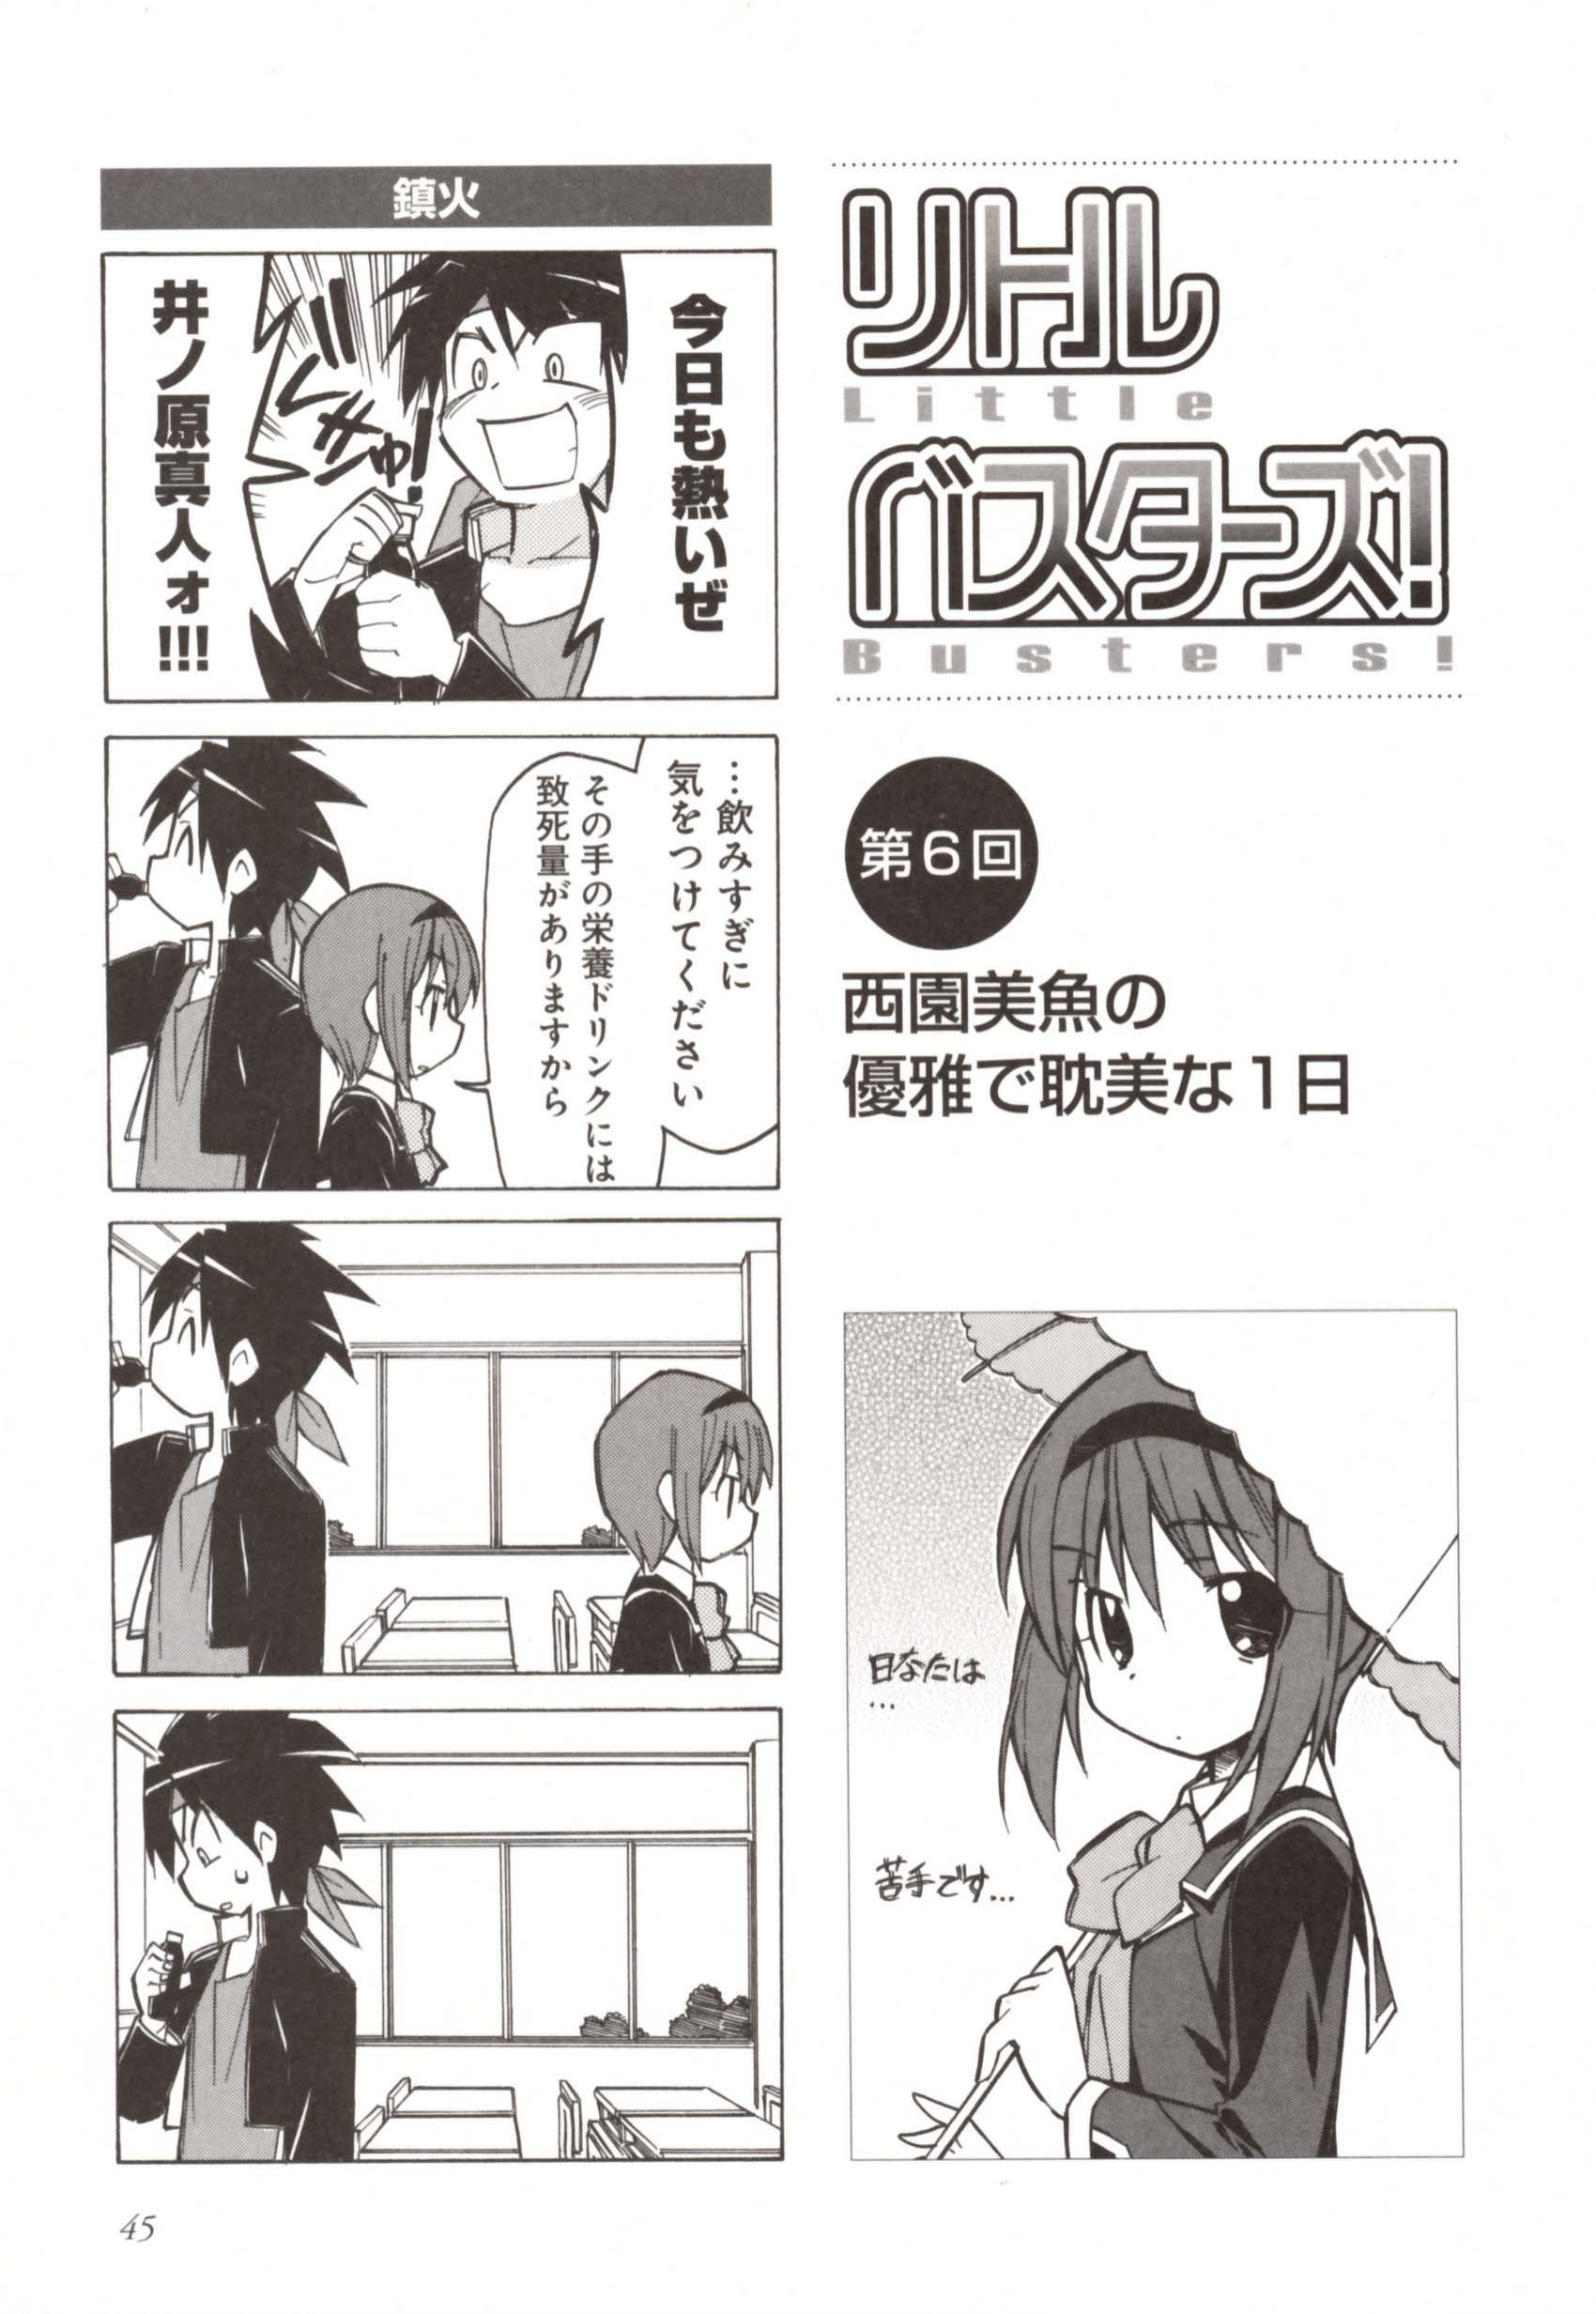 リトル
Little
バスターズ!
Busters!
第6回
西園美魚の
優雅で耽美な1日
日なたは
…
苦手です…
鎮火
今日も熱いぜ
井ノ原真人ォ!!!
…飲みすぎに
気をつけてください
その手の栄養ドリンクには
致死量がありますから
45